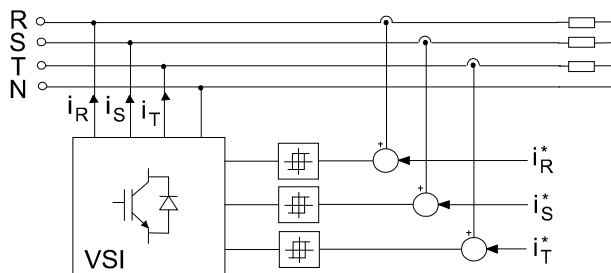 R
S
T
N
i_R i_S i_T
+
i*_R
+
i*_S
+
i*_T
VSI